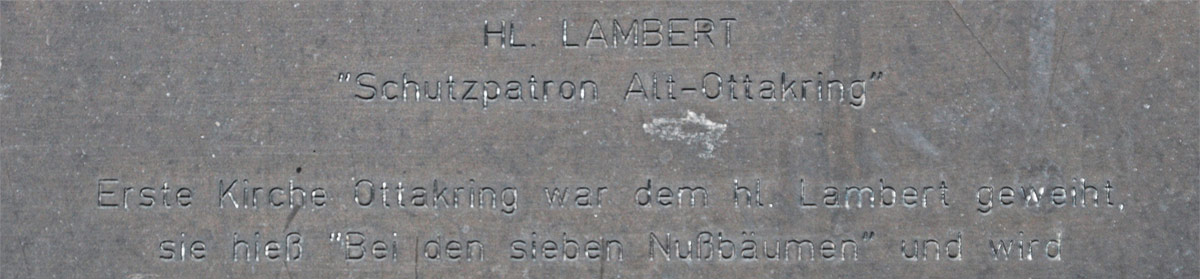 HL. LAMBERT
"Schutzpatron Alt-Ottakring"
Erste Kirche Ottakring war dem hl. Lambert geweiht,
sie hieß "Bei den sieben Nußbäumen" und wird